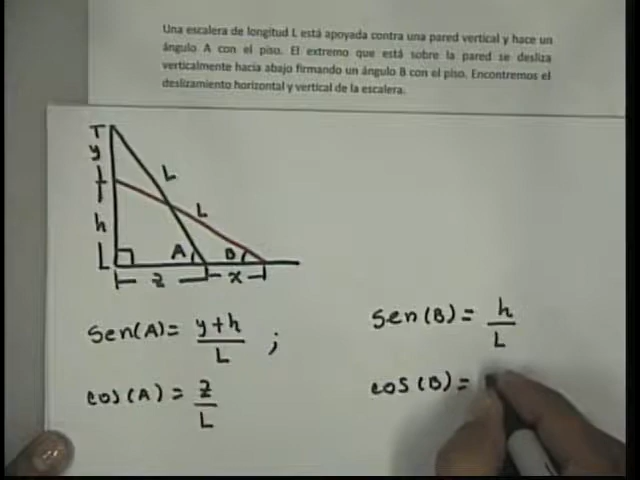 Una escalera de longitud L está apoyada contra una pared vertical y hace un
ángulo A con el piso. El extremo que está sobre la pared se desliza
verticalmente hacia abajo firmando un ángulo B con el piso. Encontremos el
deslizamiento horizontal y vertical de la escalera.
y
L
h
L
A
B
z
x
sen(A) = y+h / L ;
sen(B) = h / L
cos(A) = z / L
cos(B) =